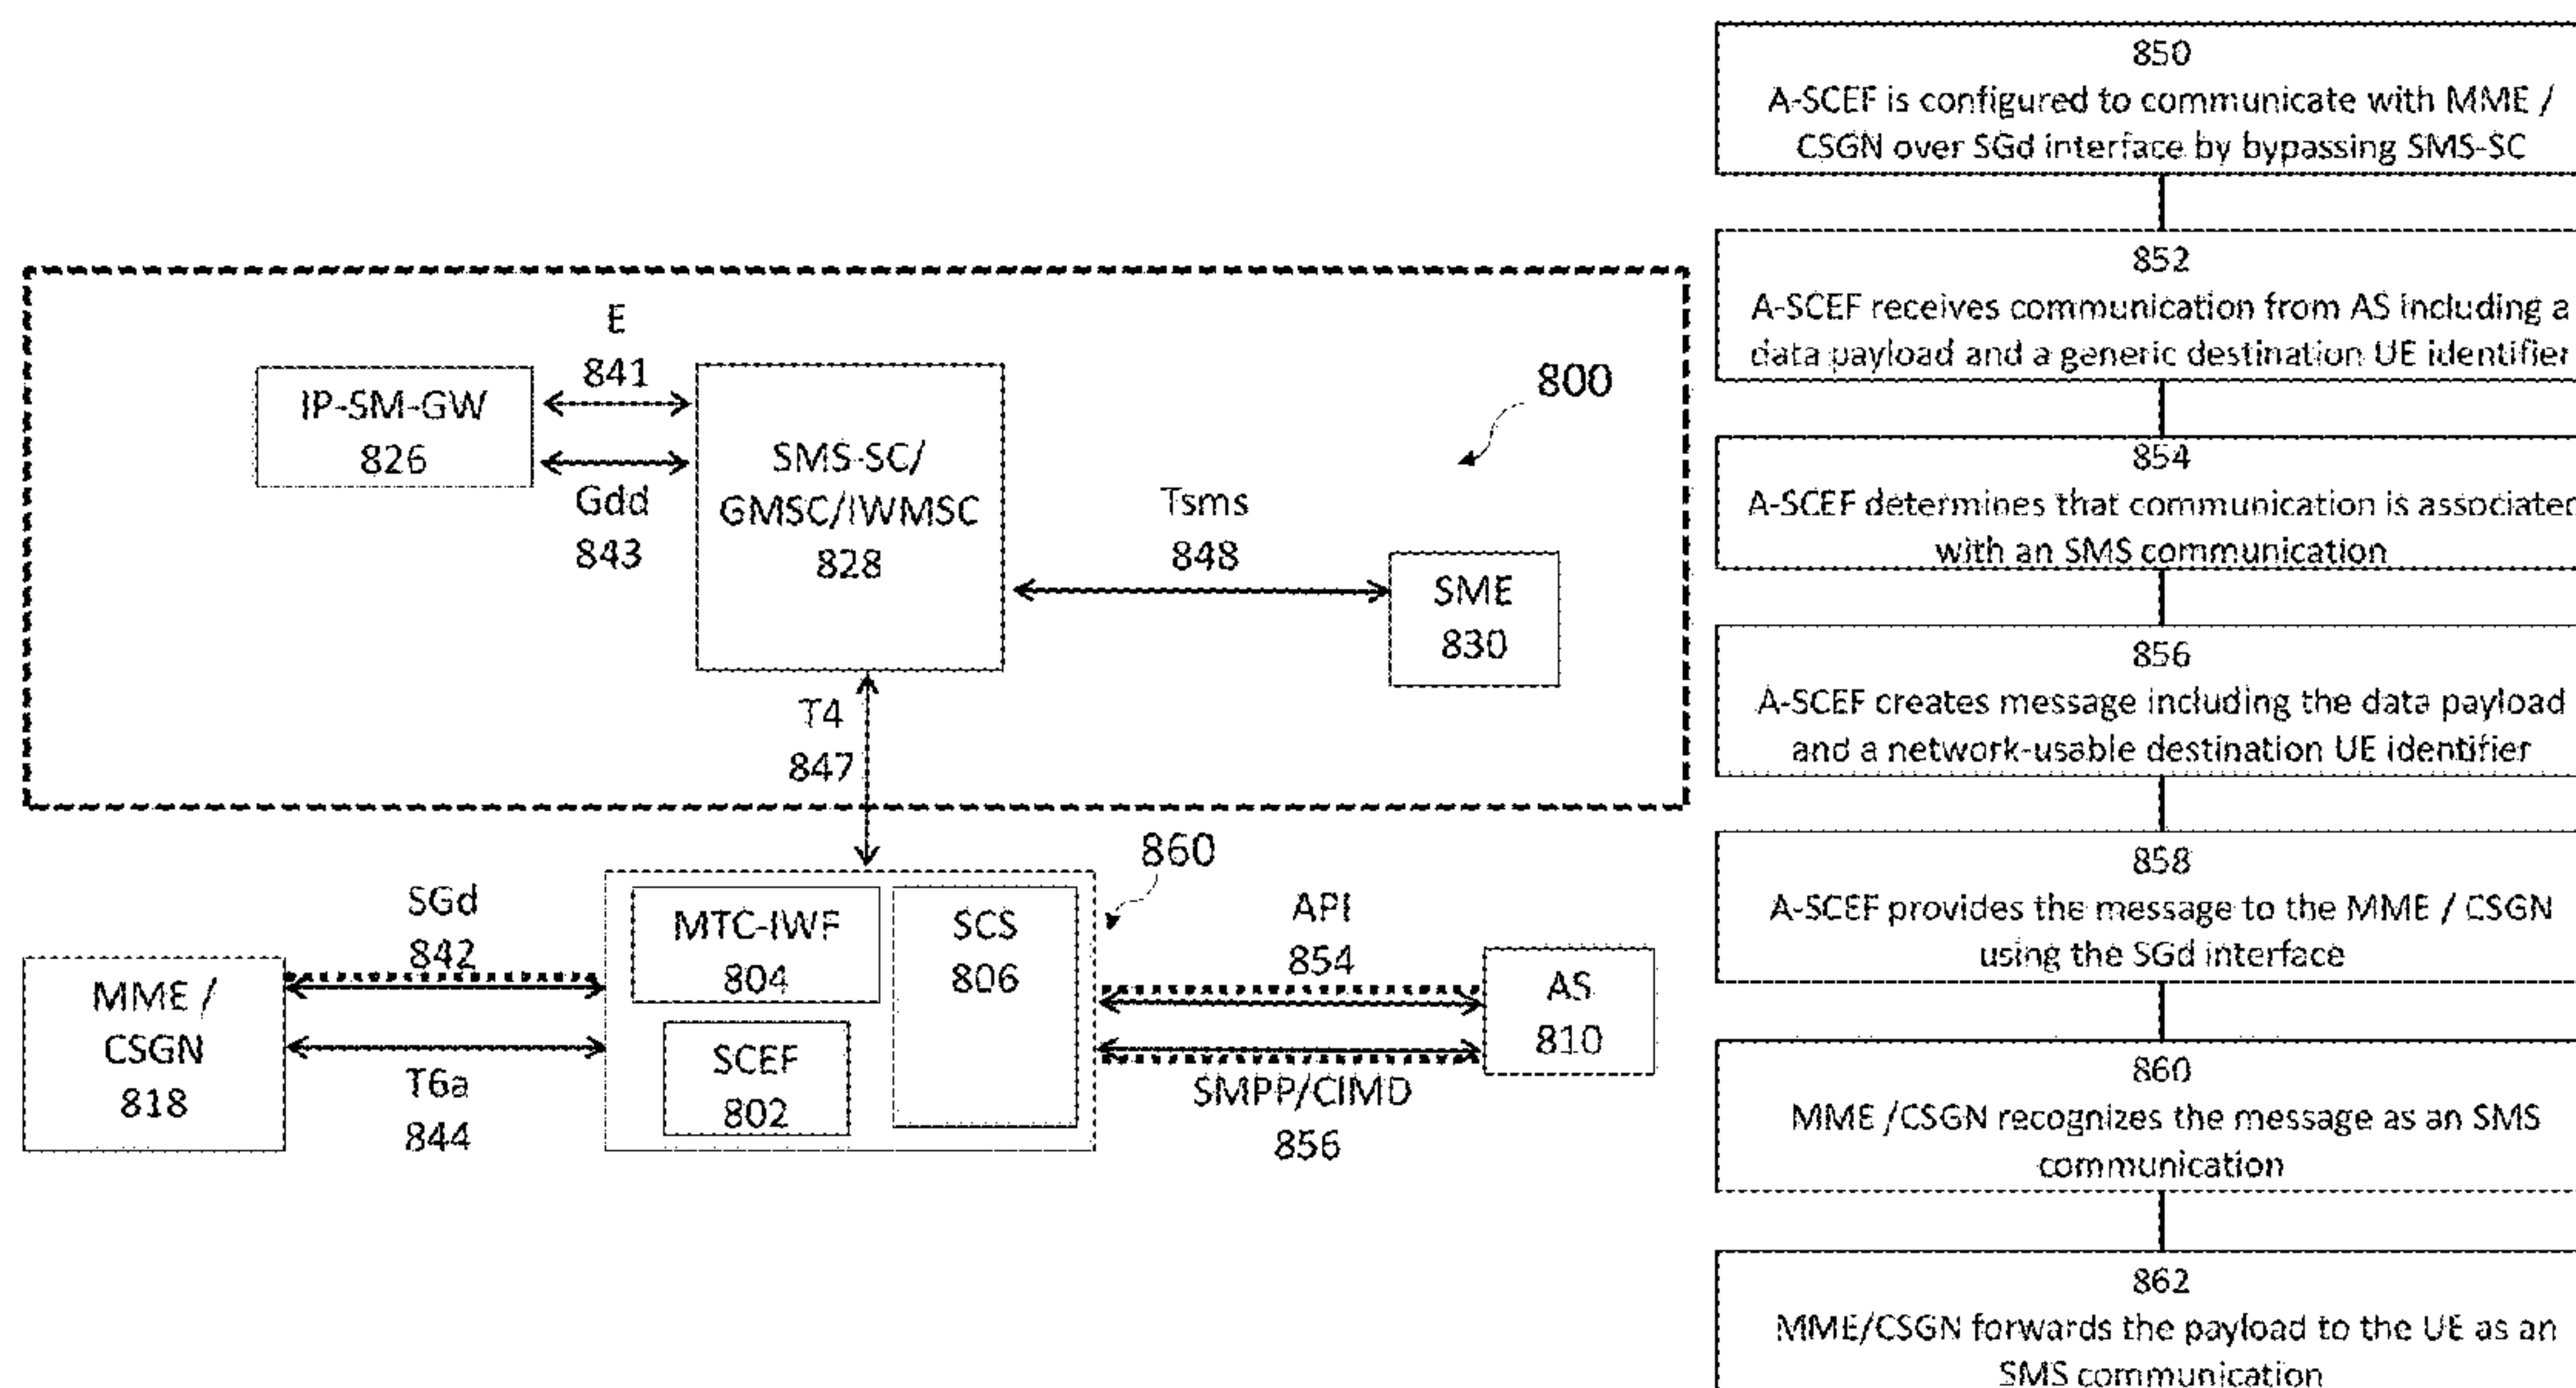 E
841
IP-SM-GW
826
Gdd
843
SMS-SC/
GMSC/IWMSC
828
Tsms
848
800
SME
830
T4
847
860
SGd
842
MME /
CSGN
818
T6a
844
MTC-IWF
804
SCS
806
SCEF
802
API
854
AS
810
SMPP/CIMD
856
850
A-SCEF is configured to communicate with MME /
CSGN over SGd interface by bypassing SMS-SC
852
A-SCEF receives communication from AS including a
data payload and a generic destination UE identifier
854
A-SCEF determines that communication is associated
with an SMS communication
856
A-SCEF creates message including the data payload
and a network-usable destination UE identifier
858
A-SCEF provides the message to the MME / CSGN
using the SGd interface
860
MME /CSGN recognizes the message as an SMS
communication
862
MME/CSGN forwards the payload to the UE as an
SMS communication